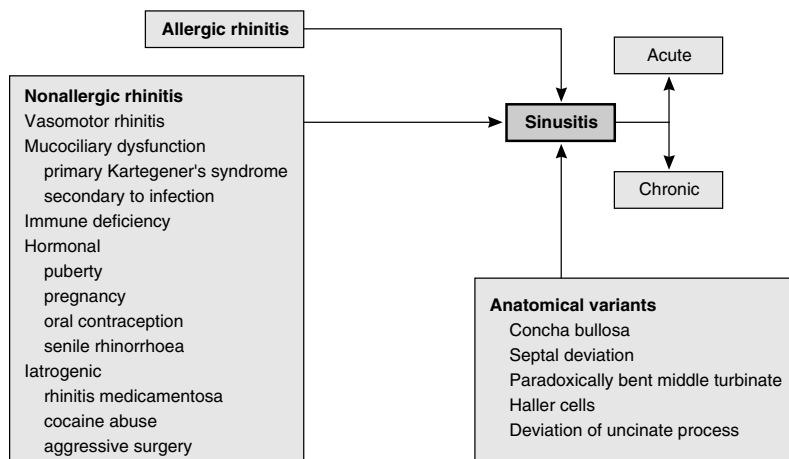 Allergic rhinitis
Acute
Nonallergic rhinitis
Vasomotor rhinitis
Mucociliary dysfunction
primary Kartegener's syndrome
secondary to infection
Immune deficiency
Hormonal
puberty
pregnancy
oral contraception
senile rhinorrhoea
Iatrogenic
rhinitis medicamentosa
cocaine abuse
aggressive surgery
Sinusitis
Chronic
Anatomical variants
Concha bullosa
Septal deviation
Paradoxically bent middle turbinate
Haller cells
Deviation of uncinate process